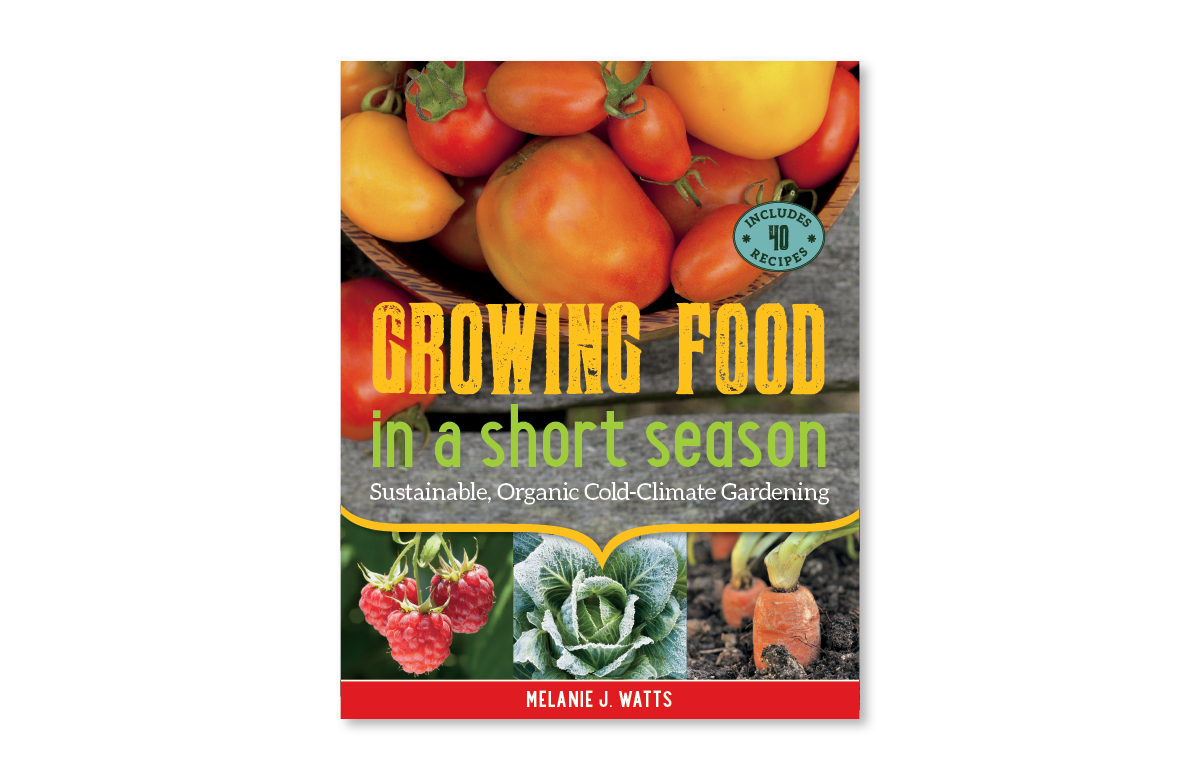 INCLUDES
40
RECIPES
GROWING FOOD
in a short season
Sustainable, Organic Cold-Climate Gardening
MELANIE J. WATTS